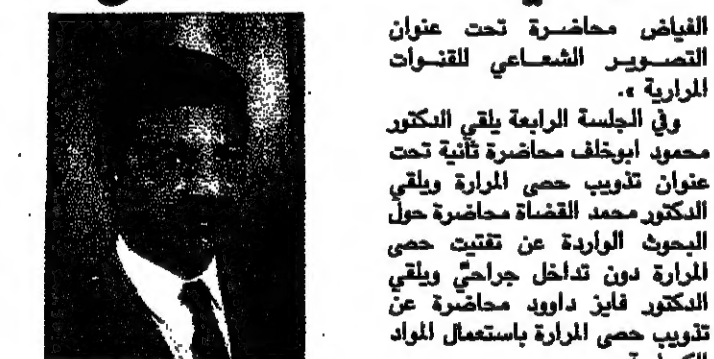 الفياض محاضرة تحت عنوان
التصوير الشعاعي للقنوات
المرارية ».
وفي الجلسة الرابعة يلقي الدكتور
محمود ابوخلف محاضرة ثانية تحت
عنوان تذويب حصى المرارة ويلقي
الدكتور محمد القضاة محاضرة حول
البحوث الواردة عن تفتيت حصى
المرارة دون تداخل جراحي ويلقي
الدكتور فايز داوود محاضرة عن
تذويب حصى المرارة باستعمال المواد